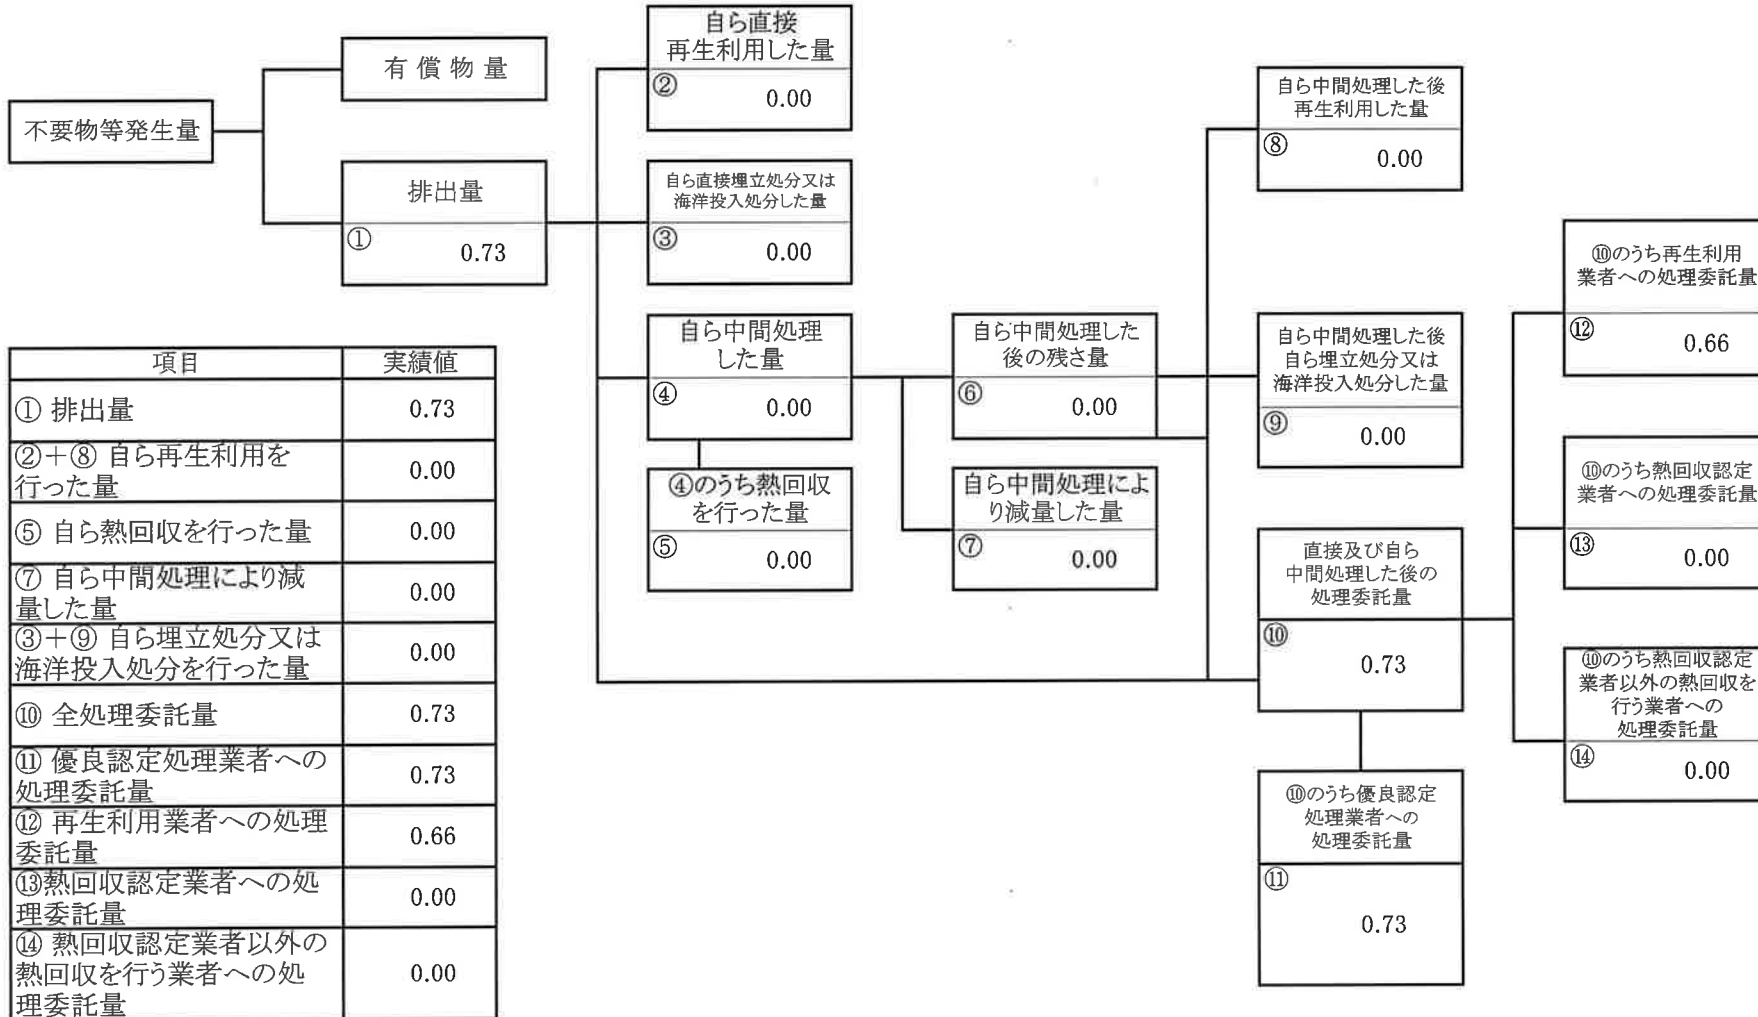 不要物等発生量
有償物量
排出量
①
0.73
自ら直接
再生利用した量
②
0.00
自ら直接埋立処分又は
海洋投入処分した量
③
0.00
自ら中間処理
した量
④
0.00
④のうち熱回収
を行った量
⑤
0.00
自ら中間処理した
後の残さ量
⑥
0.00
自ら中間処理によ
り減量した量
⑦
0.00
自ら中間処理した後
再生利用した量
⑧
0.00
自ら中間処理した後
自ら埋立処分又は
海洋投入処分した量
⑨
0.00
直接及び自ら
中間処理した後の
処理委託量
⑩
0.73
⑩のうち優良認定
処理業者への
処理委託量
⑪
0.73
⑩のうち再生利用
業者への処理委託量
⑫
0.66
⑩のうち熱回収認定
業者への処理委託量
⑬
0.00
⑩のうち熱回収認定
業者以外の熱回収を
行う業者への
処理委託量
⑭
0.00
項目 実績値
① 排出量 0.73
②+⑧ 自ら再生利用を
行った量 0.00
⑤ 自ら熱回収を行った量 0.00
⑦ 自ら中間処理により減
量した量 0.00
③+⑨ 自ら埋立処分又は
海洋投入処分を行った量 0.00
⑩ 全処理委託量 0.73
⑪ 優良認定処理業者への
処理委託量 0.73
⑫ 再生利用業者への処理
委託量 0.66
⑬熱回収認定業者への処
理委託量 0.00
⑭ 熱回収認定業者以外の
熱回収を行う業者への処
理委託量 0.00